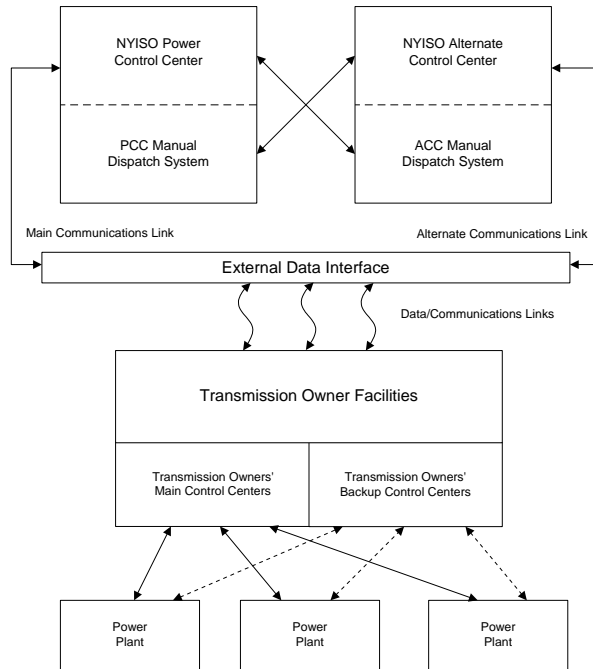 NYISO Power
Control Center
NYISO Alternate
Control Center
PCC Manual
Dispatch System
ACC Manual
Dispatch System
Main Communications Link
Alternate Communications Link
External Data Interface
Data/Communications Links
Transmission Owner Facilities
Transmission Owners'
Main Control Centers
Transmission Owners'
Backup Control Centers
Power
Plant
Power
Plant
Power
Plant